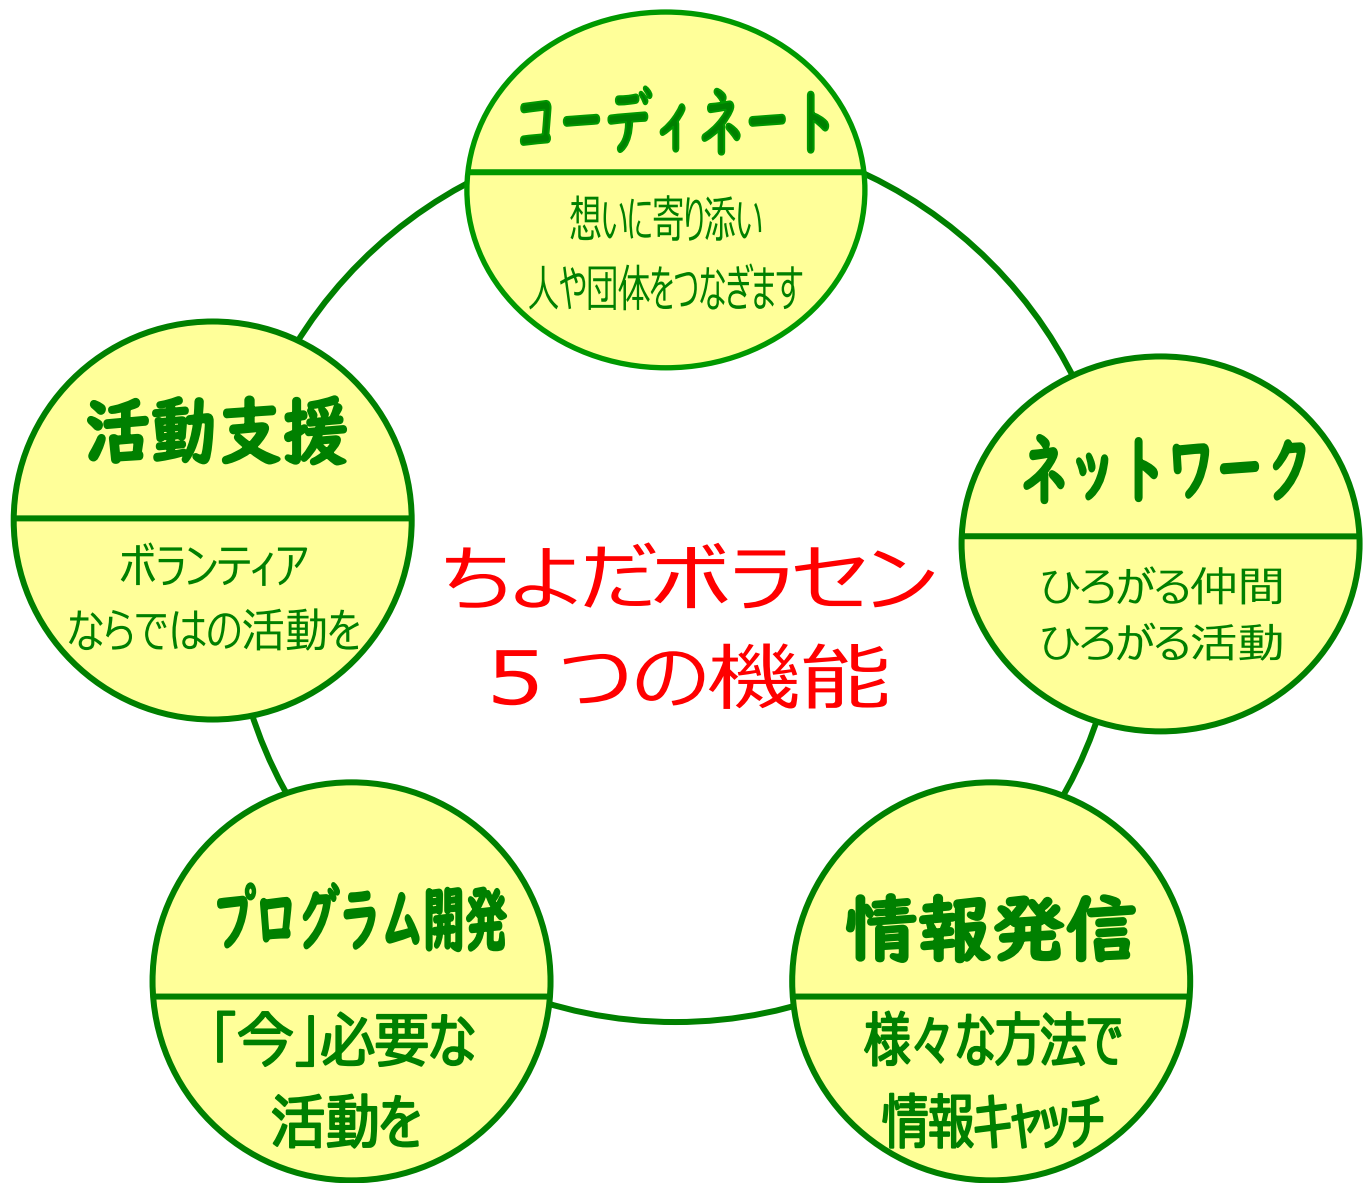 コーディネート
想いに寄り添い
人や団体をつなぎます
活動支援
ボランティア
ならではの活動を
ネットワーク
ひろがる仲間
ひろがる活動
ちよだボラセン
５つの機能
プログラム開発
「今」必要な
活動を
情報発信
様々な方法で
情報キャッチ